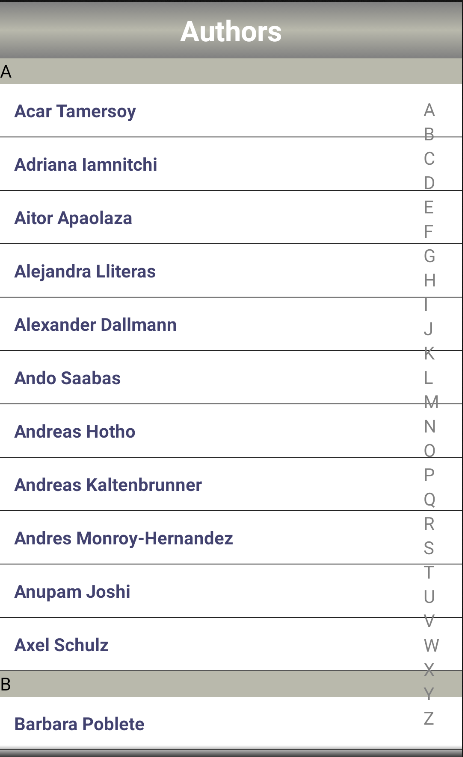 Authors
A
Acar Tamersoy
Adriana Iamnitchi
Aitor Apaolaza
Alejandra Lliteras
Alexander Dallmann
Ando Saabas
Andreas Hotho
Andreas Kaltenbrunner
Andres Monroy-Hernandez
Anupam Joshi
Axel Schulz
B
Barbara Poblete
A
B
C
D
E
F
G
H
I
J
K
L
M
N
O
P
Q
R
S
T
U
V
W
X
Y
Z